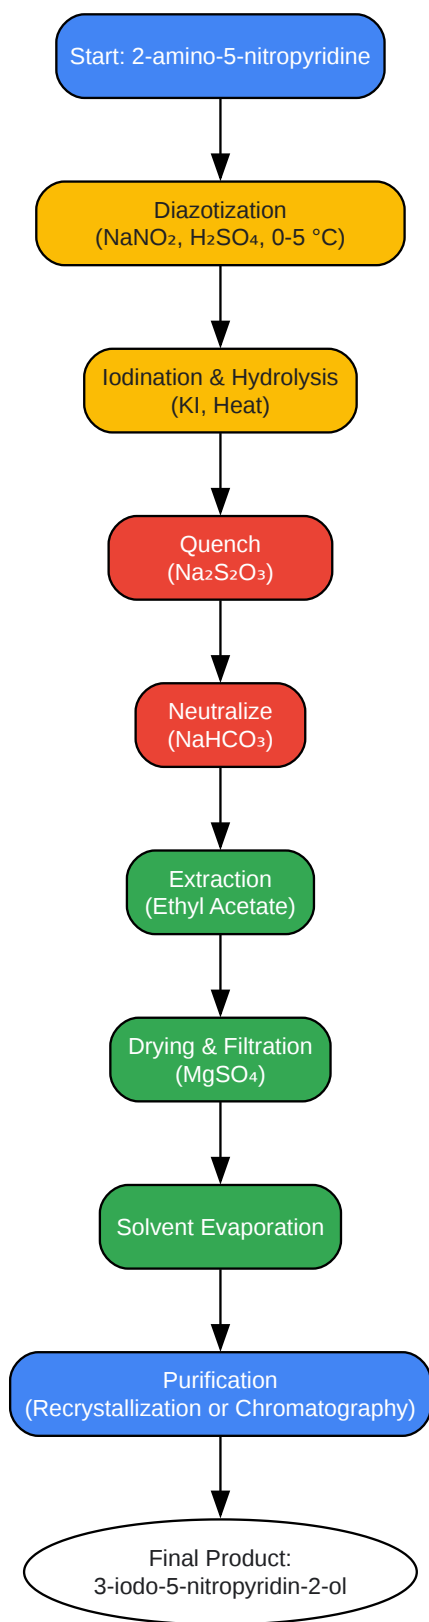 Start: 2-amino-5-nitropyridine
Diazotization
(NaNO₂, H₂SO₄, 0-5 °C)
Iodination & Hydrolysis
(KI, Heat)
Quench
(Na₂S₂O₃)
Neutralize
(NaHCO₃)
Extraction
(Ethyl Acetate)
Drying & Filtration
(MgSO₄)
Solvent Evaporation
Purification
(Recrystallization or Chromatography)
Final Product:
3-iodo-5-nitropyridin-2-ol